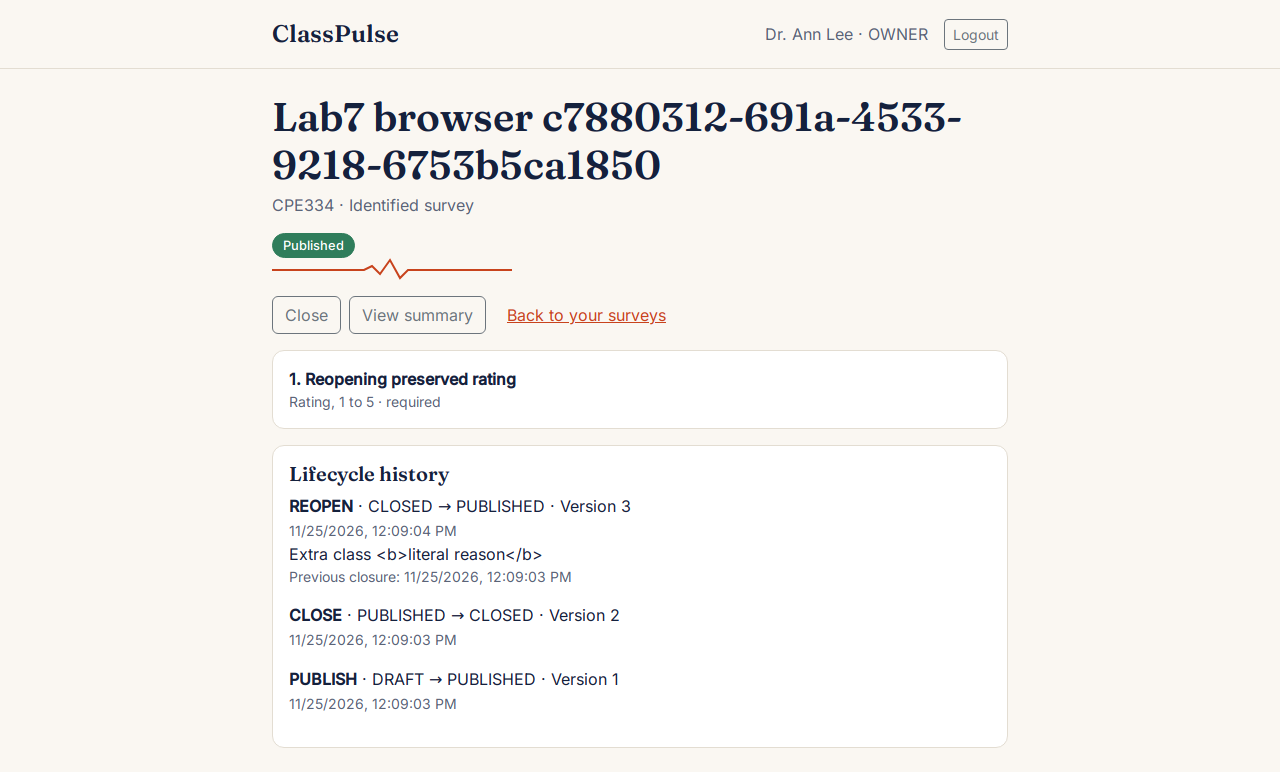 ClassPulse
Dr. Ann Lee · OWNER
Logout
Lab7 browser c7880312-691a-4533-
9218-6753b5ca1850
CPE334 · Identified survey
Published
Close
View summary
Back to your surveys
1. Reopening preserved rating
Rating, 1 to 5 · required
Lifecycle history
REOPEN · CLOSED → PUBLISHED · Version 3
11/25/2026, 12:09:04 PM
Extra class <b>literal reason</b>
Previous closure: 11/25/2026, 12:09:03 PM
CLOSE · PUBLISHED → CLOSED · Version 2
11/25/2026, 12:09:03 PM
PUBLISH · DRAFT → PUBLISHED · Version 1
11/25/2026, 12:09:03 PM